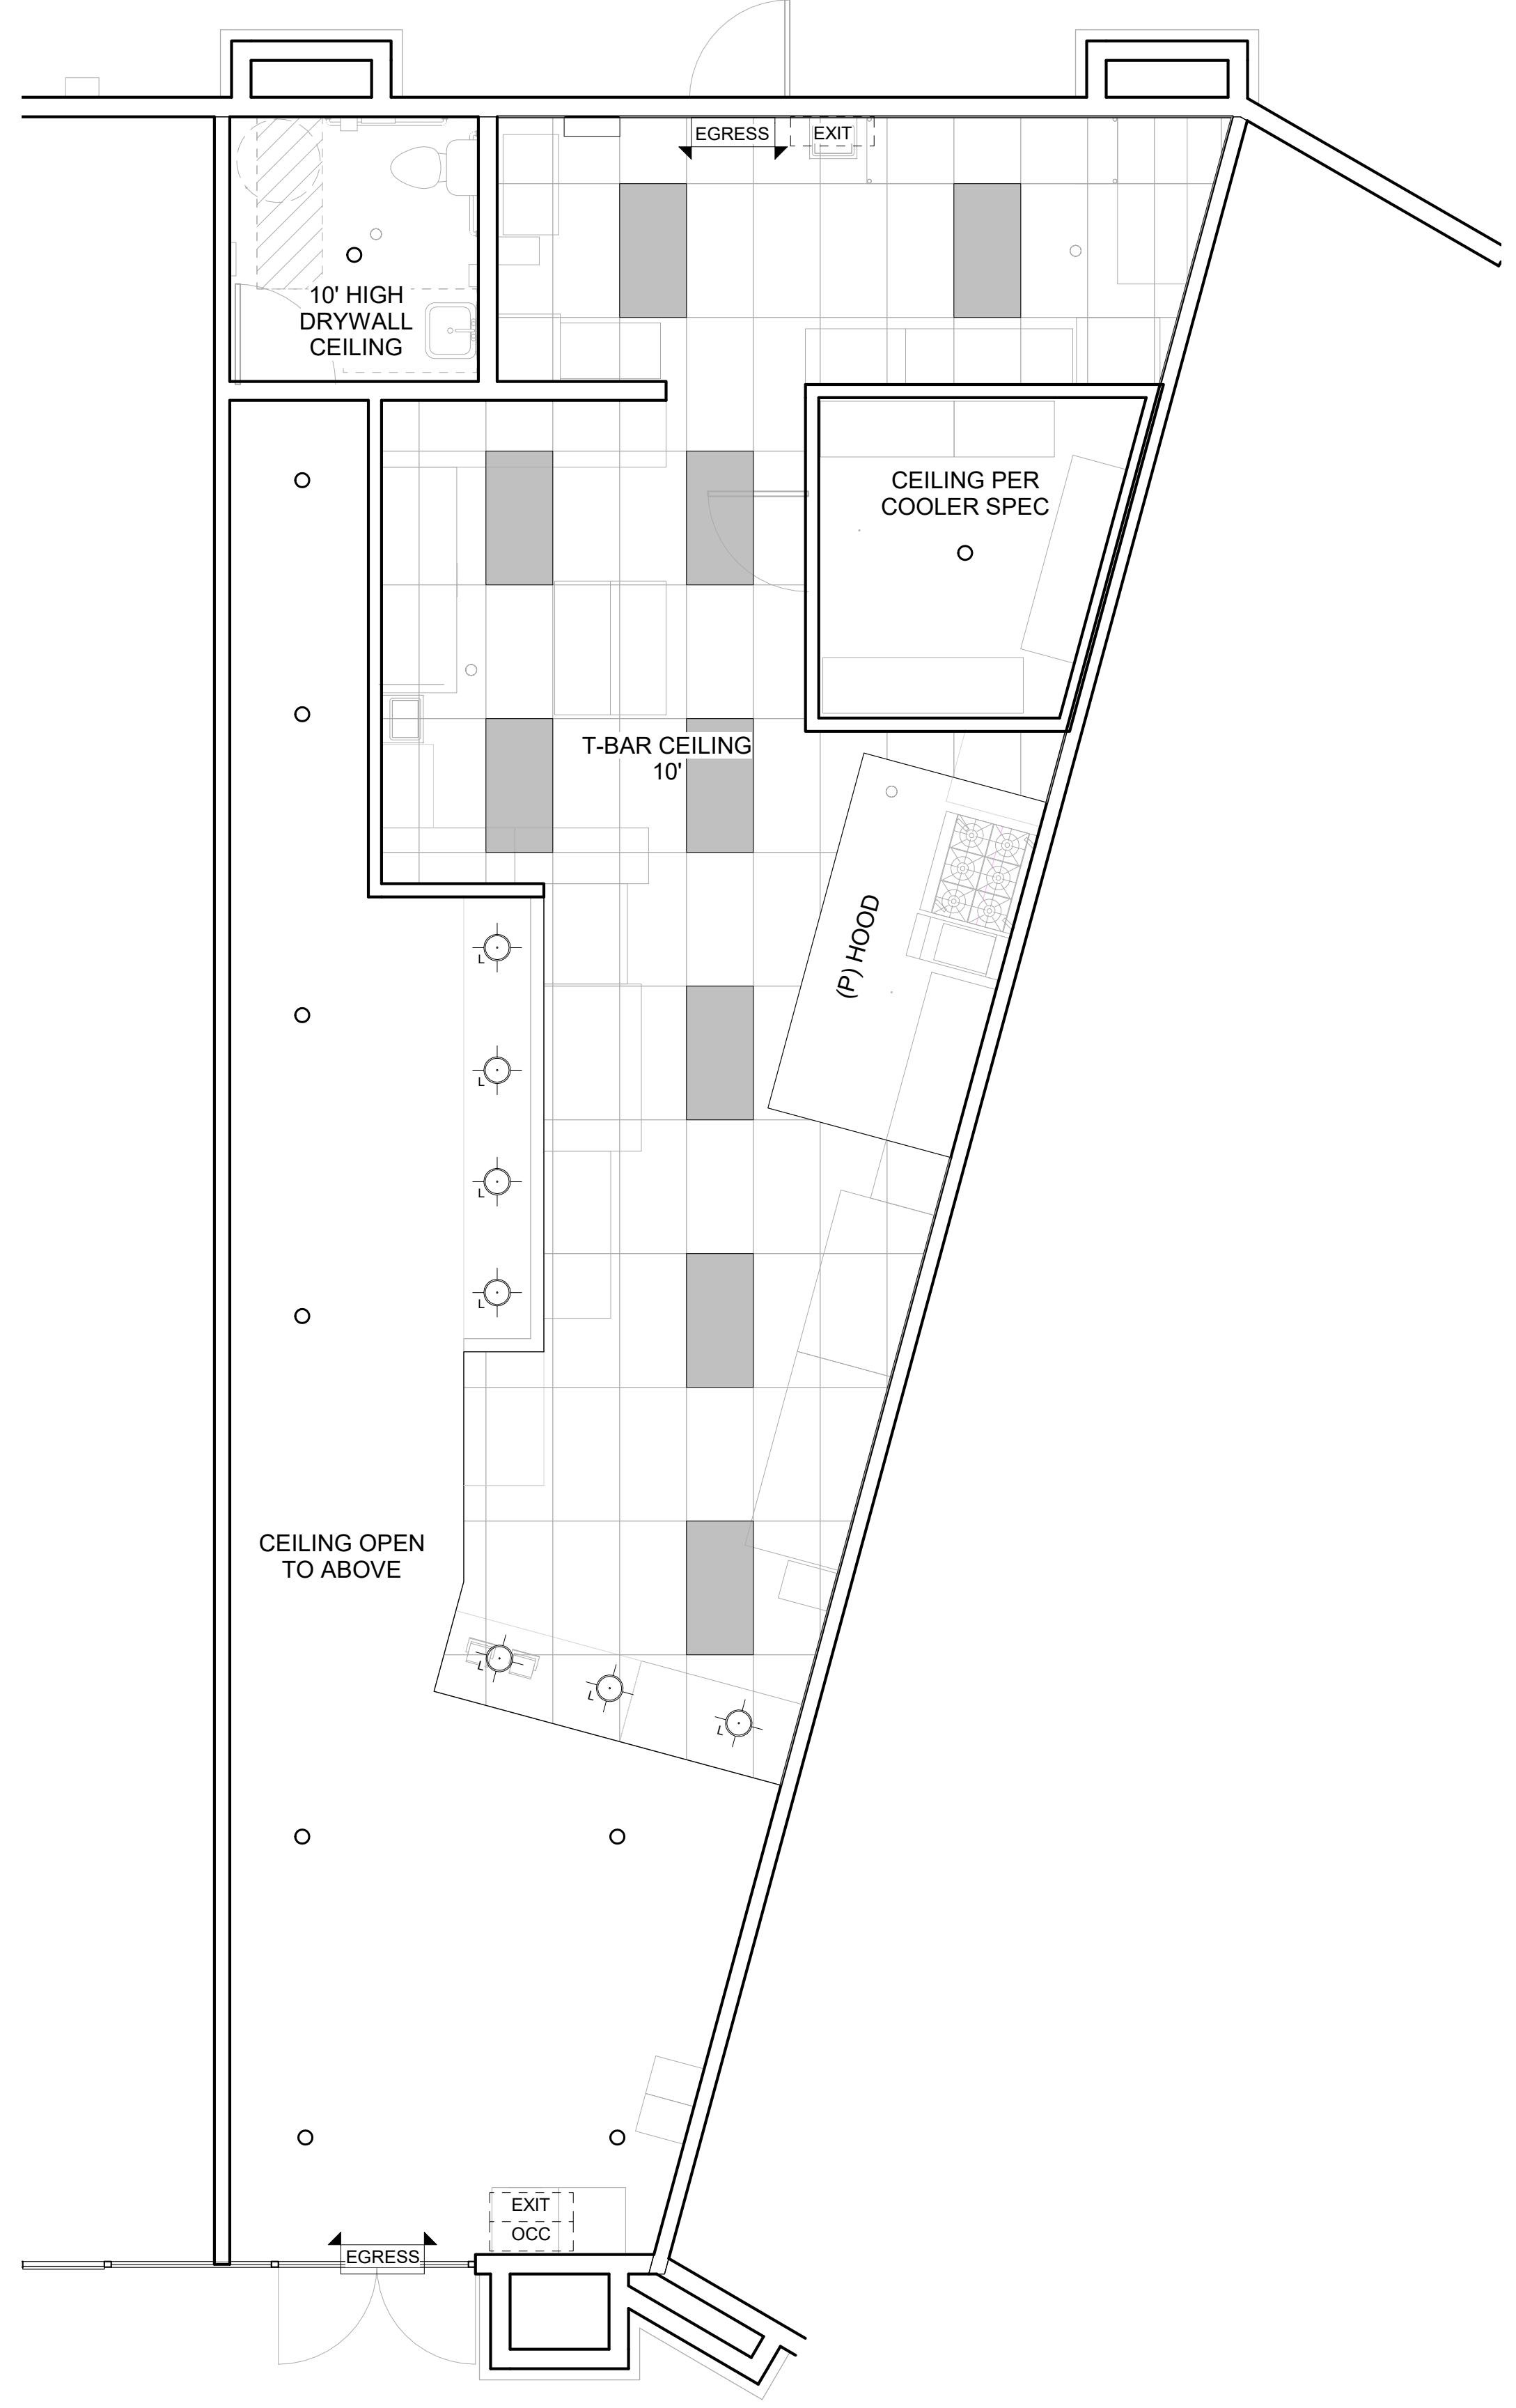 EGRESS
EXIT
10' HIGH
DRYWALL
CEILING
CEILING PER
COOLER SPEC
T-BAR CEILING
10'
(P) HOOD
L
L
L
L
CEILING OPEN
TO ABOVE
L
L
L
EXIT
OCC
EGRESS